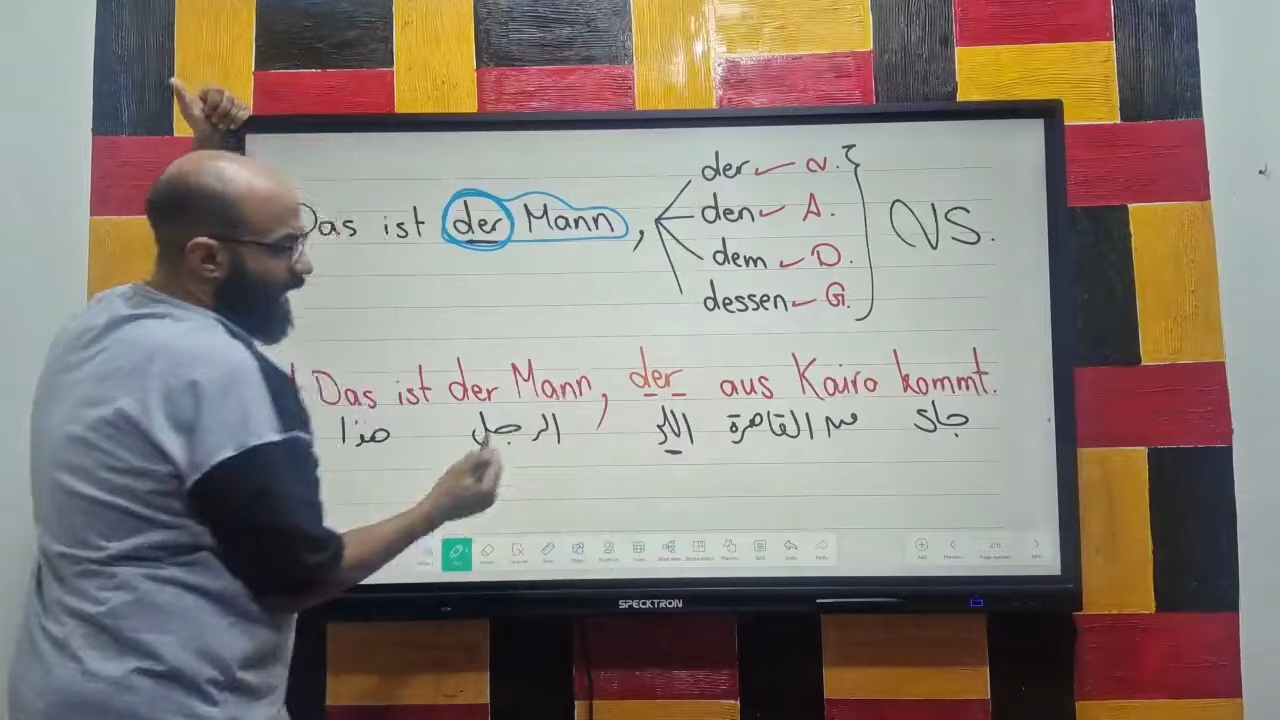 Das ist der Mann,
der ✓ N.
den ✓ A.
dem ✓ D.
dessen ✓ G.
NS.
Das ist der Mann, der aus Kairo kommt.
هذا الرجل الذي من القاهرة جاء
SPECKTRON